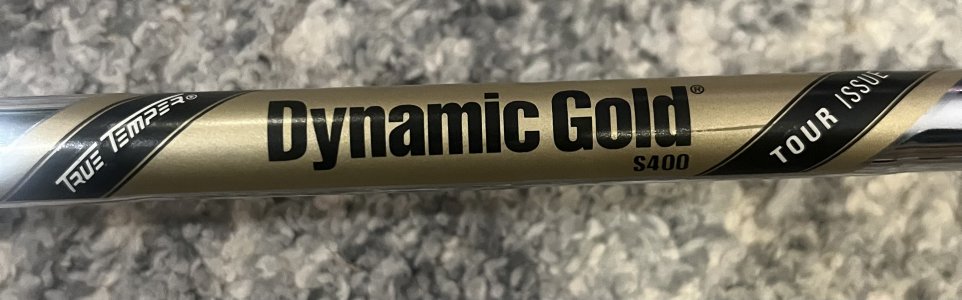 TRUE TEMPER®
Dynamic Gold®
S400
TOUR ISSUE